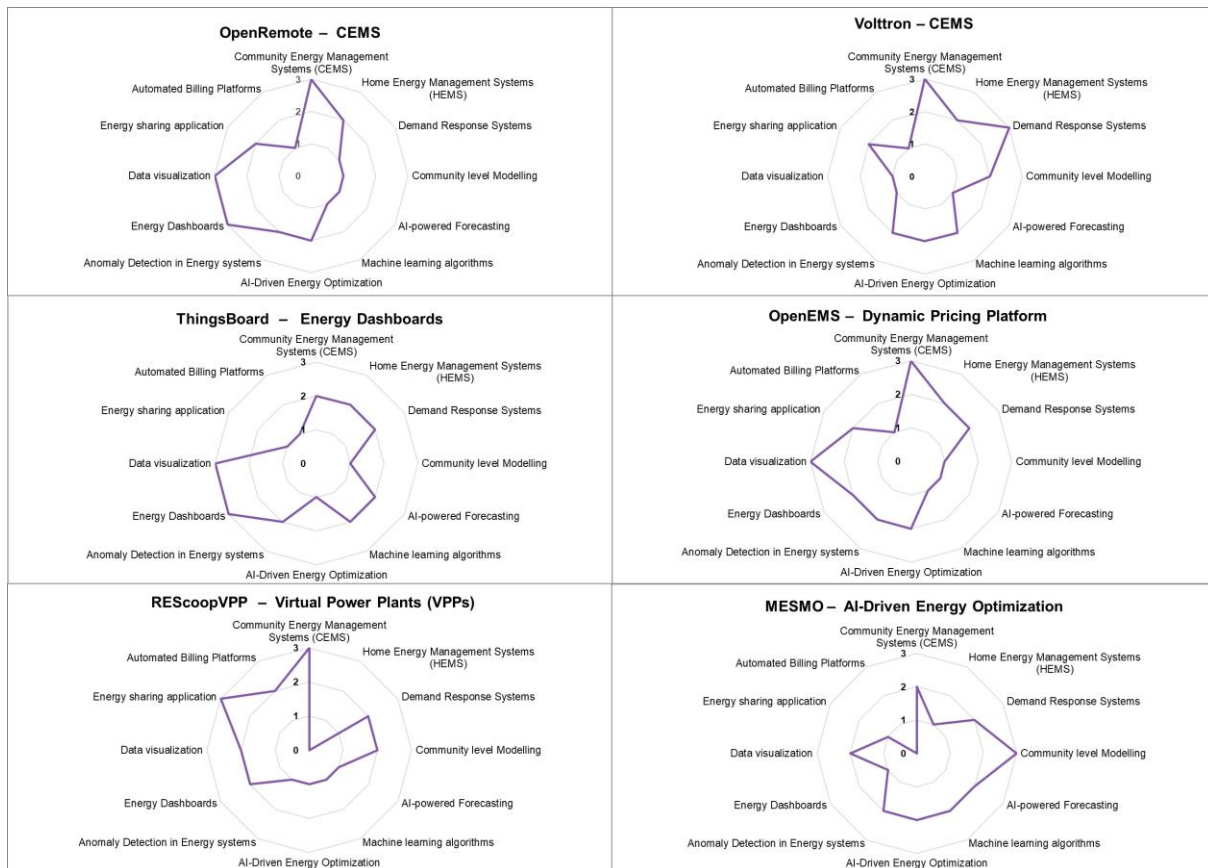 OpenRemote – CEMS
Community Energy Management
Systems (CEMS)
3
Home Energy Management Systems
(HEMS)
Automated Billing Platforms
2
Energy sharing application
Demand Response Systems
1
Data visualization
0
Community level Modelling
Energy Dashboards
AI-powered Forecasting
Anomaly Detection in Energy systems
Machine learning algorithms
AI-Driven Energy Optimization
Volttron – CEMS
Community Energy Management
Systems (CEMS)
3
Home Energy Management Systems
(HEMS)
Automated Billing Platforms
2
Energy sharing application
Demand Response Systems
1
Data visualization
0
Community level Modelling
Energy Dashboards
AI-powered Forecasting
Anomaly Detection in Energy systems
Machine learning algorithms
AI-Driven Energy Optimization
ThingsBoard – Energy Dashboards
Community Energy Management
Systems (CEMS)
3
Home Energy Management Systems
(HEMS)
Automated Billing Platforms
2
Energy sharing application
Demand Response Systems
1
Data visualization
0
Community level Modelling
Energy Dashboards
AI-powered Forecasting
Anomaly Detection in Energy systems
Machine learning algorithms
AI-Driven Energy Optimization
OpenEMS – Dynamic Pricing Platform
Community Energy Management
Systems (CEMS)
3
Home Energy Management Systems
(HEMS)
Automated Billing Platforms
2
Energy sharing application
Demand Response Systems
1
Data visualization
0
Community level Modelling
Energy Dashboards
AI-powered Forecasting
Anomaly Detection in Energy systems
Machine learning algorithms
AI-Driven Energy Optimization
REScoopVPP – Virtual Power Plants (VPPs)
Community Energy Management
Systems (CEMS)
3
Home Energy Management Systems
(HEMS)
Automated Billing Platforms
2
Energy sharing application
Demand Response Systems
1
Data visualization
0
Community level Modelling
Energy Dashboards
AI-powered Forecasting
Anomaly Detection in Energy systems
Machine learning algorithms
AI-Driven Energy Optimization
MESMO – AI-Driven Energy Optimization
Community Energy Management
Systems (CEMS)
3
Home Energy Management Systems
(HEMS)
Automated Billing Platforms
2
Energy sharing application
Demand Response Systems
1
Data visualization
0
Community level Modelling
Energy Dashboards
AI-powered Forecasting
Anomaly Detection in Energy systems
Machine learning algorithms
AI-Driven Energy Optimization